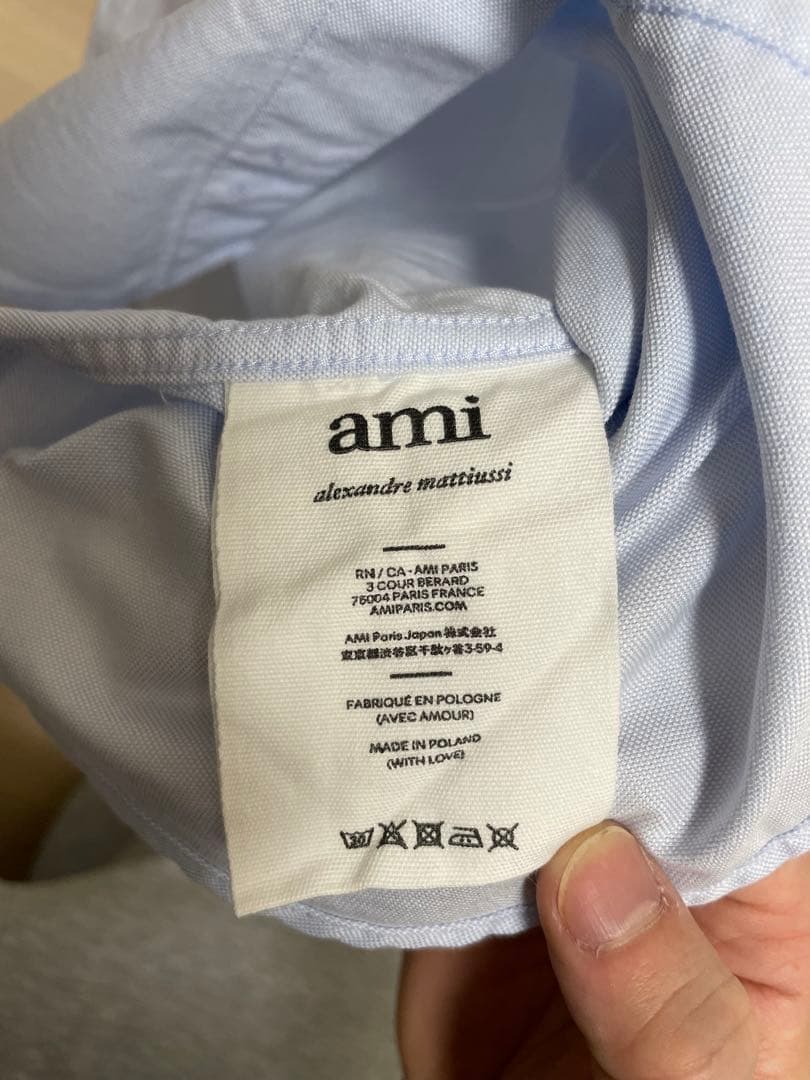 ami
alexandre mattiussi
RN / CA - AMI PARIS
3 COUR BÉRARD
75004 PARIS FRANCE
AMIPARIS.COM
AMI Paris Japan 株式会社
東京都渋谷区千駄ヶ谷3-59-4
FABRIQUÉ EN POLOGNE
(AVEC AMOUR)
MADE IN POLAND
(WITH LOVE)
30